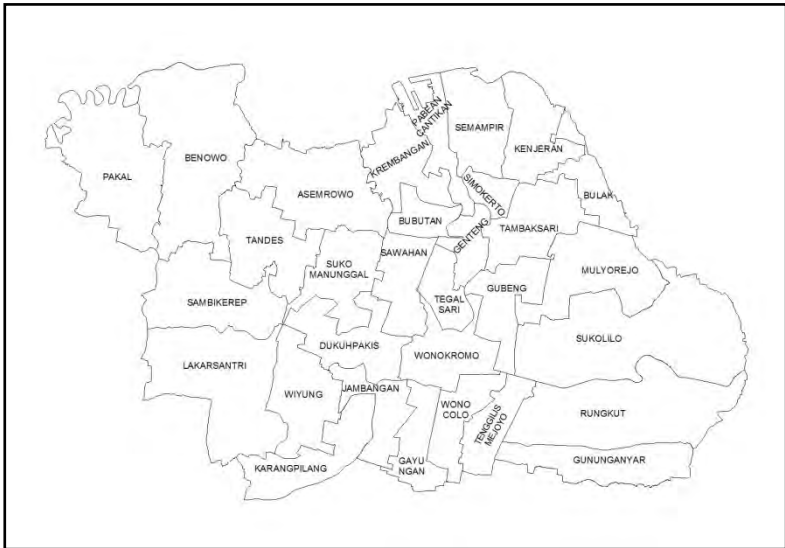 PABEAN
CANTIKAN
SEMAMPIR
KENJERAN
KREMBANGAN
PAKAL
BENOWO
ASEMROWO
SIMOKERTO
BULAK
BUBUTAN
GENTENG
TAMBAKSARI
TANDES
SUKO
MANUNGGAL
SAWAHAN
MULYOREJO
SAMBIKEREP
TEGAL
SARI
GUBENG
SUKOLILO
DUKUHPAKIS
WONOKROMO
LAKARSANTRI
WIYUNG
JAMBANGAN
WONO
COLO
TENGGILIS
MEJOYO
RUNGKUT
KARANGPILANG
GAYU
NGAN
GUNUNGANYAR